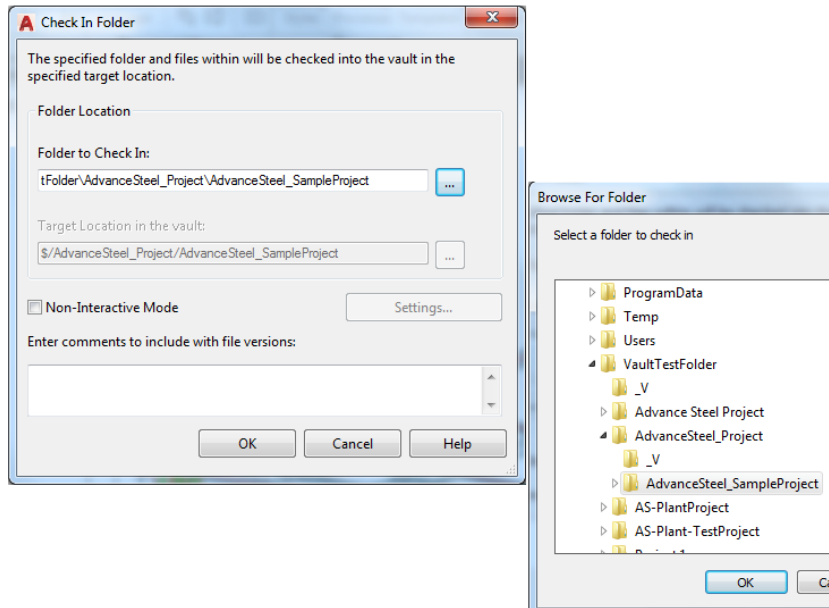 Check In Folder
The specified folder and files within will be checked into the vault in the
specified target location.
Folder Location
Folder to Check In:
tFolder\AdvanceSteel_Project\AdvanceSteel_SampleProject
...
Target Location in the vault:
$/AdvanceSteel_Project/AdvanceSteel_SampleProject
...
Non-Interactive Mode
Settings...
Enter comments to include with file versions:
OK
Cancel
Help
Browse For Folder
Select a folder to check in
ProgramData
Temp
Users
VaultTestFolder
_V
Advance Steel Project
AdvanceSteel_Project
_V
AdvanceSteel_SampleProject
AS-PlantProject
AS-Plant-TestProject
OK